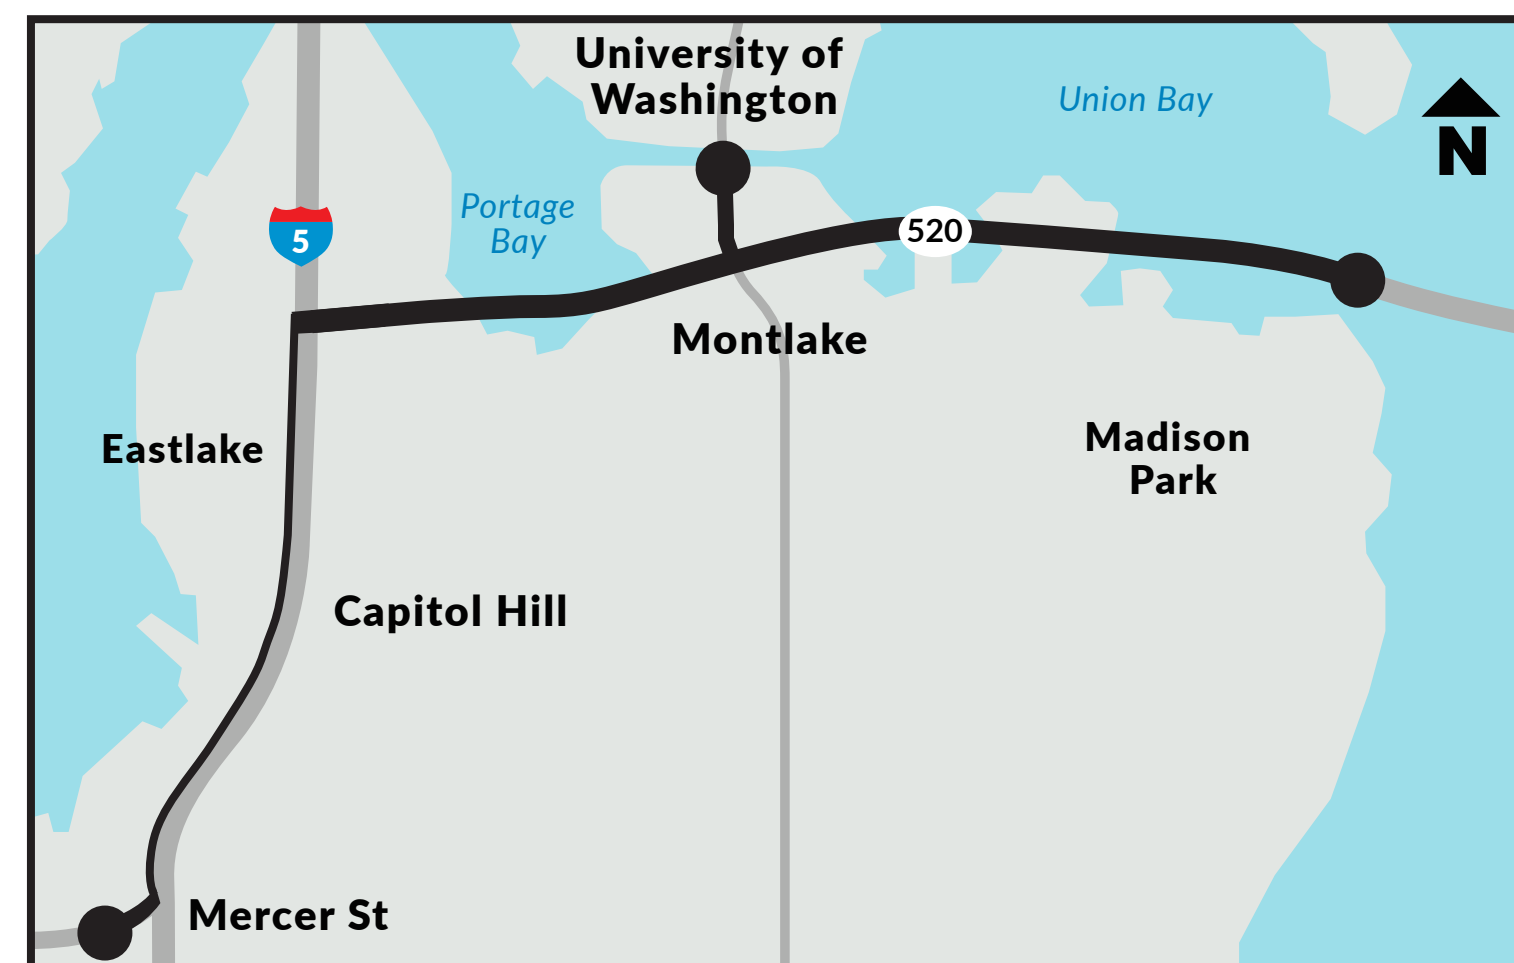 University of
Washington
Union Bay
N
Portage
Bay
5
520
Montlake
Eastlake
Madison
Park
Capitol Hill
Mercer St